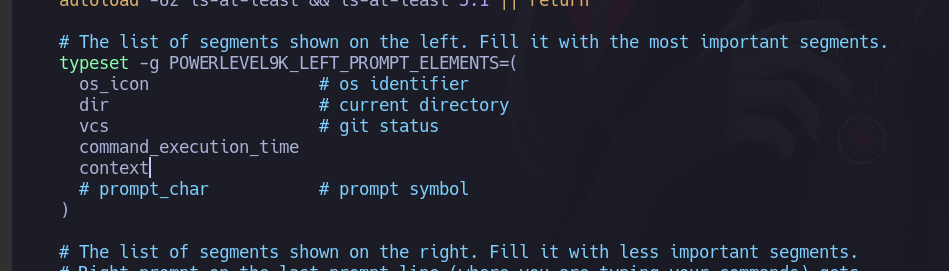 autoload -Uz is-at-least && is-at-least 5.1 || return
# The list of segments shown on the left. Fill it with the most important segments.
typeset -g POWERLEVEL9K_LEFT_PROMPT_ELEMENTS=(
os_icon # os identifier
dir # current directory
vcs # git status
command_execution_time
context
# prompt_char # prompt symbol
)
# The list of segments shown on the right. Fill it with less important segments.
# Right prompt on the last prompt line (where you are typing your commands) gets